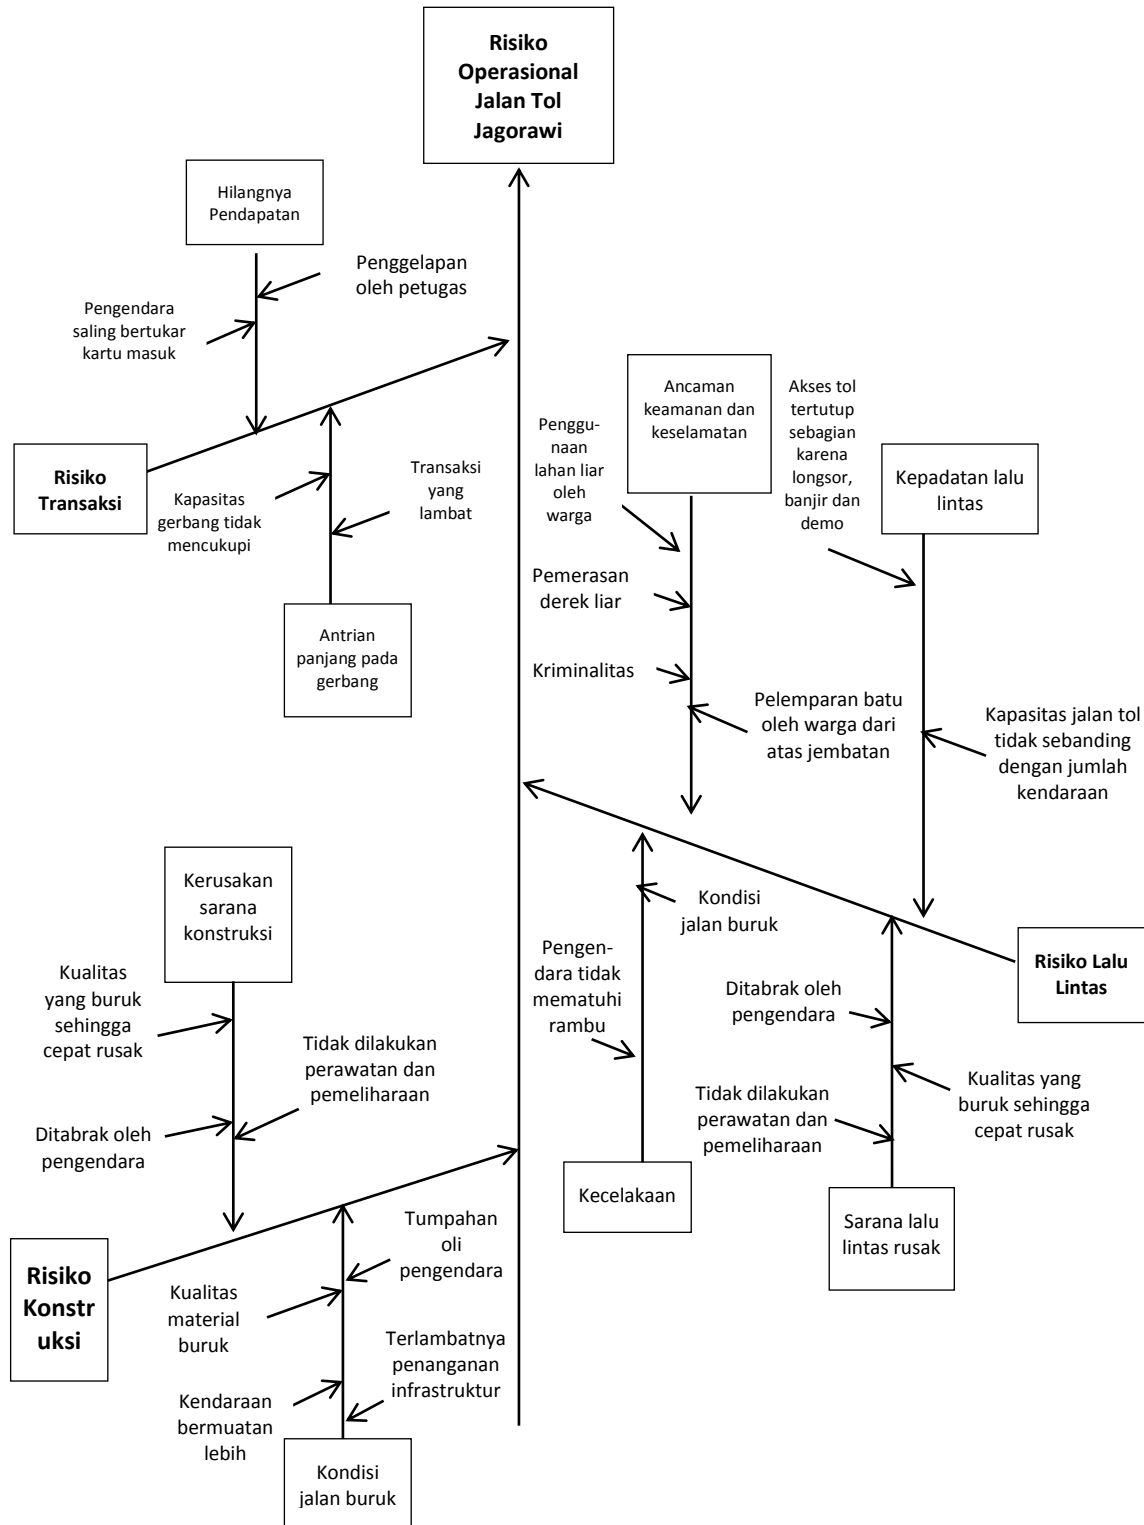 Risiko
Operasional
Jalan Tol
Jagorawi
Hilangnya
Pendapatan
Penggelapan
oleh petugas
Pengendara
saling bertukar
kartu masuk
Risiko
Transaksi
Kapasitas
gerbang tidak
mencukupi
Transaksi
yang
lambat
Antrian
panjang pada
gerbang
Ancaman
keamanan dan
keselamatan
Penggu-
naan
lahan liar
oleh
warga
Pemerasan
derek liar
Kriminalitas
Pelemparan batu
oleh warga dari
atas jembatan
Akses tol
tertutup
sebagian
karena
longsor,
banjir dan
demo
Kepadatan lalu
lintas
Kapasitas jalan tol
tidak sebanding
dengan jumlah
kendaraan
Risiko Lalu
Lintas
Kondisi
jalan buruk
Pengen-
dara tidak
mematuhi
rambu
Kecelakaan
Ditabrak oleh
pengendara
Kualitas yang
buruk sehingga
cepat rusak
Tidak dilakukan
perawatan dan
pemeliharaan
Sarana lalu
lintas rusak
Kerusakan
sarana
konstruksi
Kualitas
yang buruk
sehingga
cepat rusak
Tidak dilakukan
perawatan dan
pemeliharaan
Ditabrak oleh
pengendara
Risiko
Konstr
uksi
Tumpahan
oli
pengendara
Kualitas
material
buruk
Terlambatnya
penanganan
infrastruktur
Kendaraan
bermuatan
lebih
Kondisi
jalan buruk